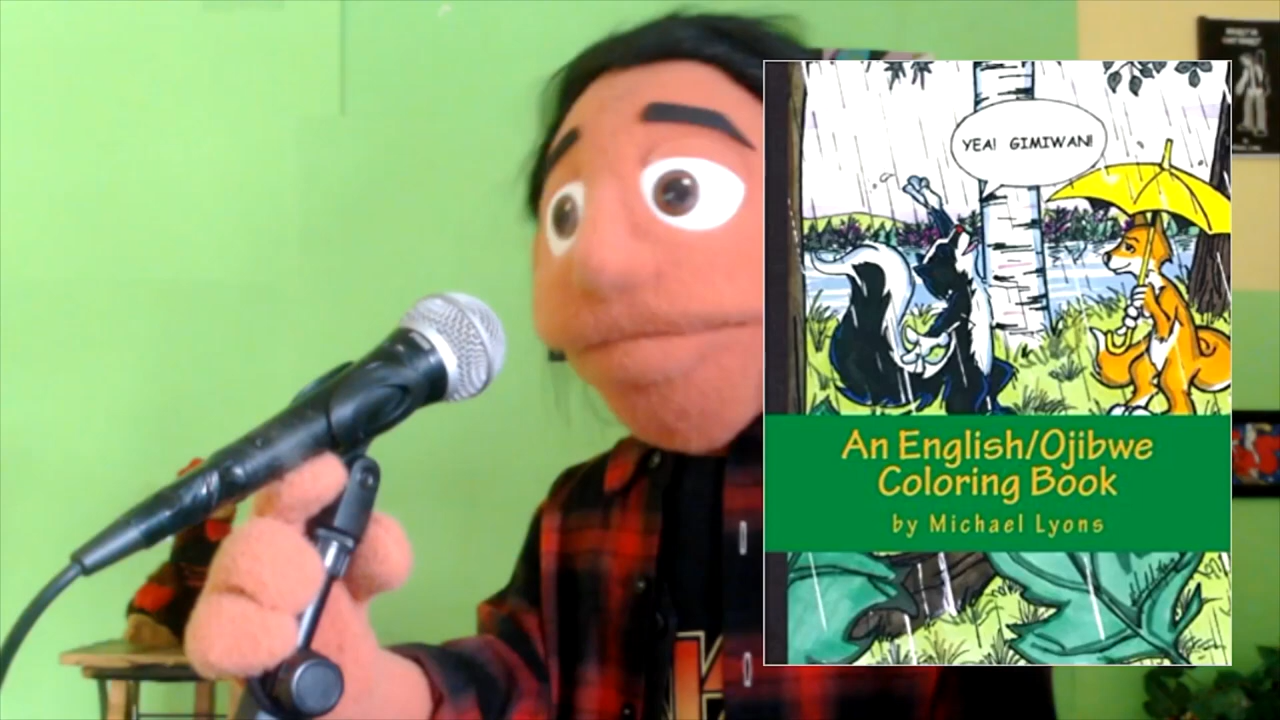 YEA! GIMIWAN!
An English/Ojibwe
Coloring Book
by Michael Lyons